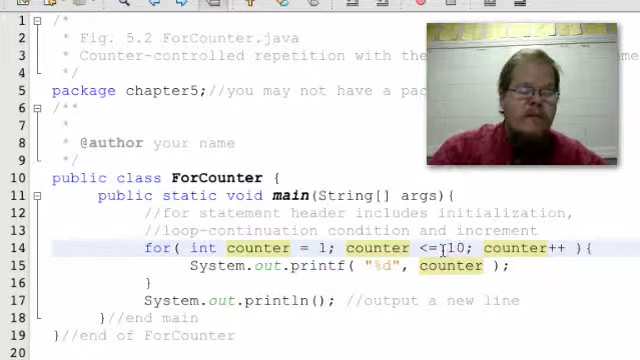 1 /*
2 * Fig. 5.2 ForCounter.java
3 * Counter-controlled repetition with the
4 */
5 package chapter5;//you may not have a pac
6 /**
7 *
8 * @author your name
9 */
10 public class ForCounter {
11 public static void main(String[] args){
12 //for statement header includes initialization,
13 //loop-continuation condition and increment
14 for( int counter = 1; counter <= 10; counter++ ){
15 System.out.printf( "%d", counter );
16 }
17 System.out.println(); //output a new line
18 }//end main
19 }//end of ForCounter
20